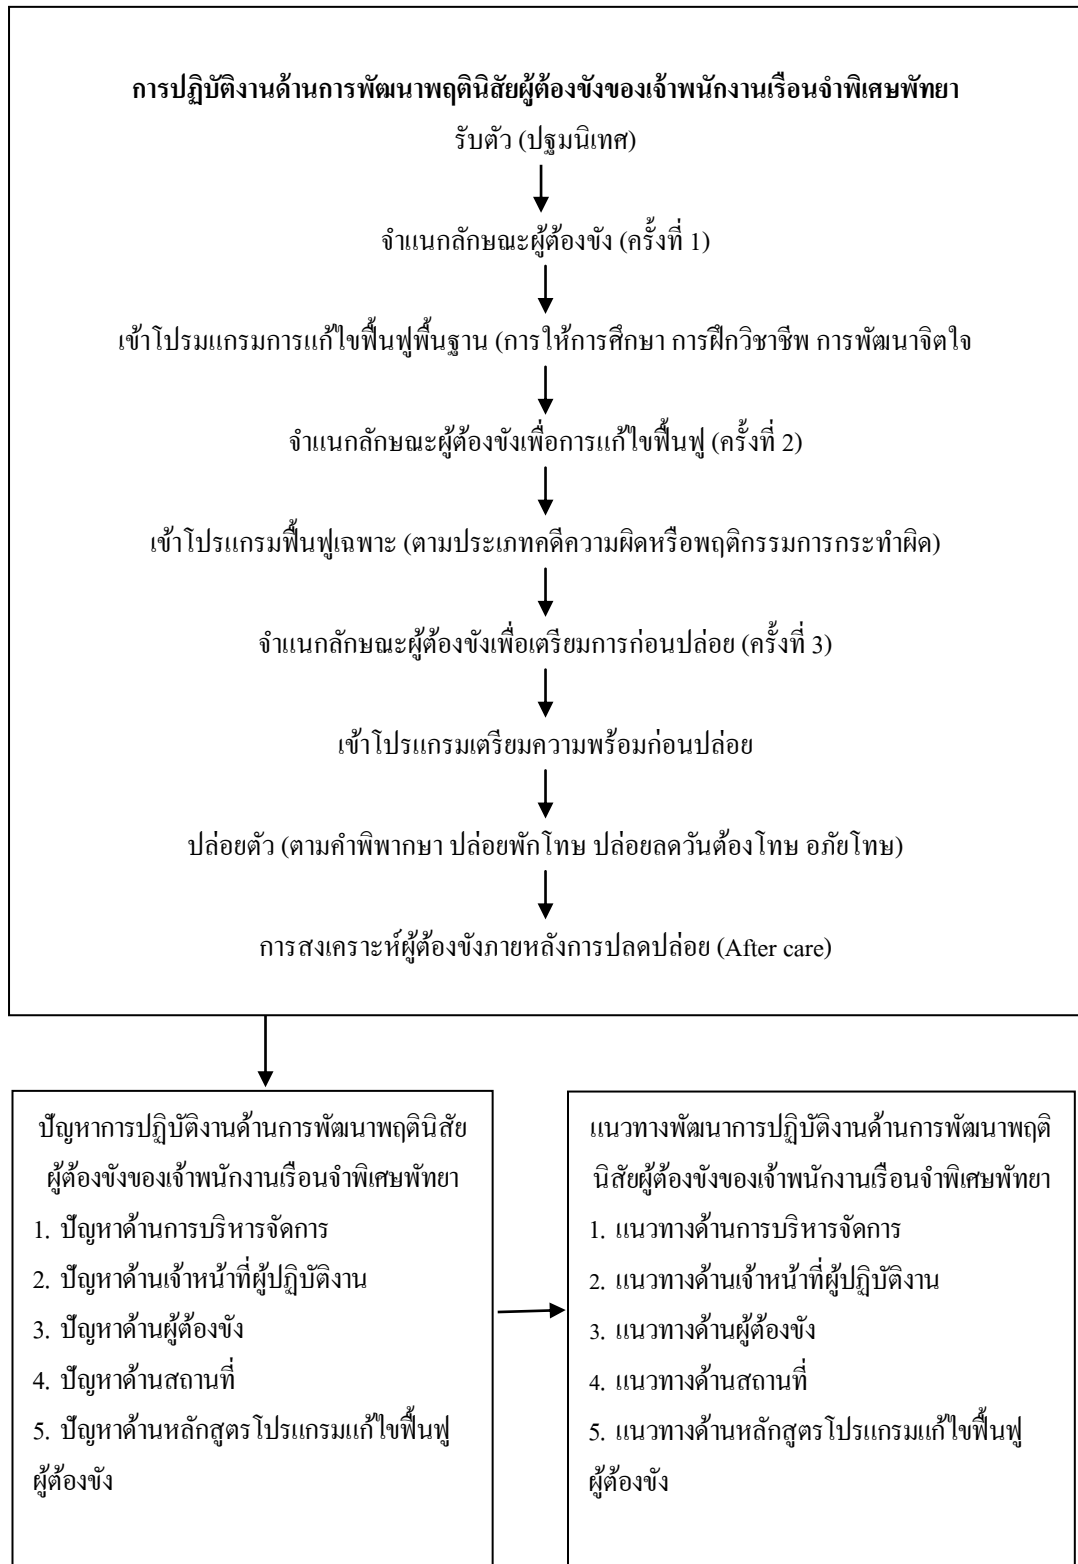 การปฏิบัติงานด้านการพัฒนาพฤตินิสัยผู้ต้องขังของเจ้าพนักงานเรือนจำพิเศษพัทยา
รับตัว (ปฐมนิเทศ)
จำแนกลักษณะผู้ต้องขัง (ครั้งที่ 1)
เข้าโปรมแกรมการแก้ไขฟื้นฟูพื้นฐาน (การให้การศึกษา การฝึกวิชาชีพ การพัฒนาจิตใจ
จำแนกลักษณะผู้ต้องขังเพื่อการแก้ไขฟื้นฟู (ครั้งที่ 2)
เข้าโปรแกรมฟื้นฟูเฉพาะ (ตามประเภทคดีความผิดหรือพฤติกรรมการกระทำผิด)
จำแนกลักษณะผู้ต้องขังเพื่อเตรียมการก่อนปล่อย (ครั้งที่ 3)
เข้าโปรแกรมเตรียมความพร้อมก่อนปล่อย
ปล่อยตัว (ตามคำพิพากษา ปล่อยพักโทษ ปล่อยลดวันต้องโทษ อภัยโทษ)
การสงเคราะห์ผู้ต้องขังภายหลังการปลดปล่อย (After care)
ปัญหาการปฏิบัติงานด้านการพัฒนาพฤตินิสัย
ผู้ต้องขังของเจ้าพนักงานเรือนจำพิเศษพัทยา
1. ปัญหาด้านการบริหารจัดการ
2. ปัญหาด้านเจ้าหน้าที่ผู้ปฏิบัติงาน
3. ปัญหาด้านผู้ต้องขัง
4. ปัญหาด้านสถานที่
5. ปัญหาด้านหลักสูตรโปรแกรมแก้ไขฟื้นฟู
ผู้ต้องขัง
แนวทางพัฒนาการปฏิบัติงานด้านการพัฒนาพฤติ
นิสัยผู้ต้องขังของเจ้าพนักงานเรือนจำพิเศษพัทยา
1. แนวทางด้านการบริหารจัดการ
2. แนวทางด้านเจ้าหน้าที่ผู้ปฏิบัติงาน
3. แนวทางด้านผู้ต้องขัง
4. แนวทางด้านสถานที่
5. แนวทางด้านหลักสูตรโปรแกรมแก้ไขฟื้นฟู
ผู้ต้องขัง